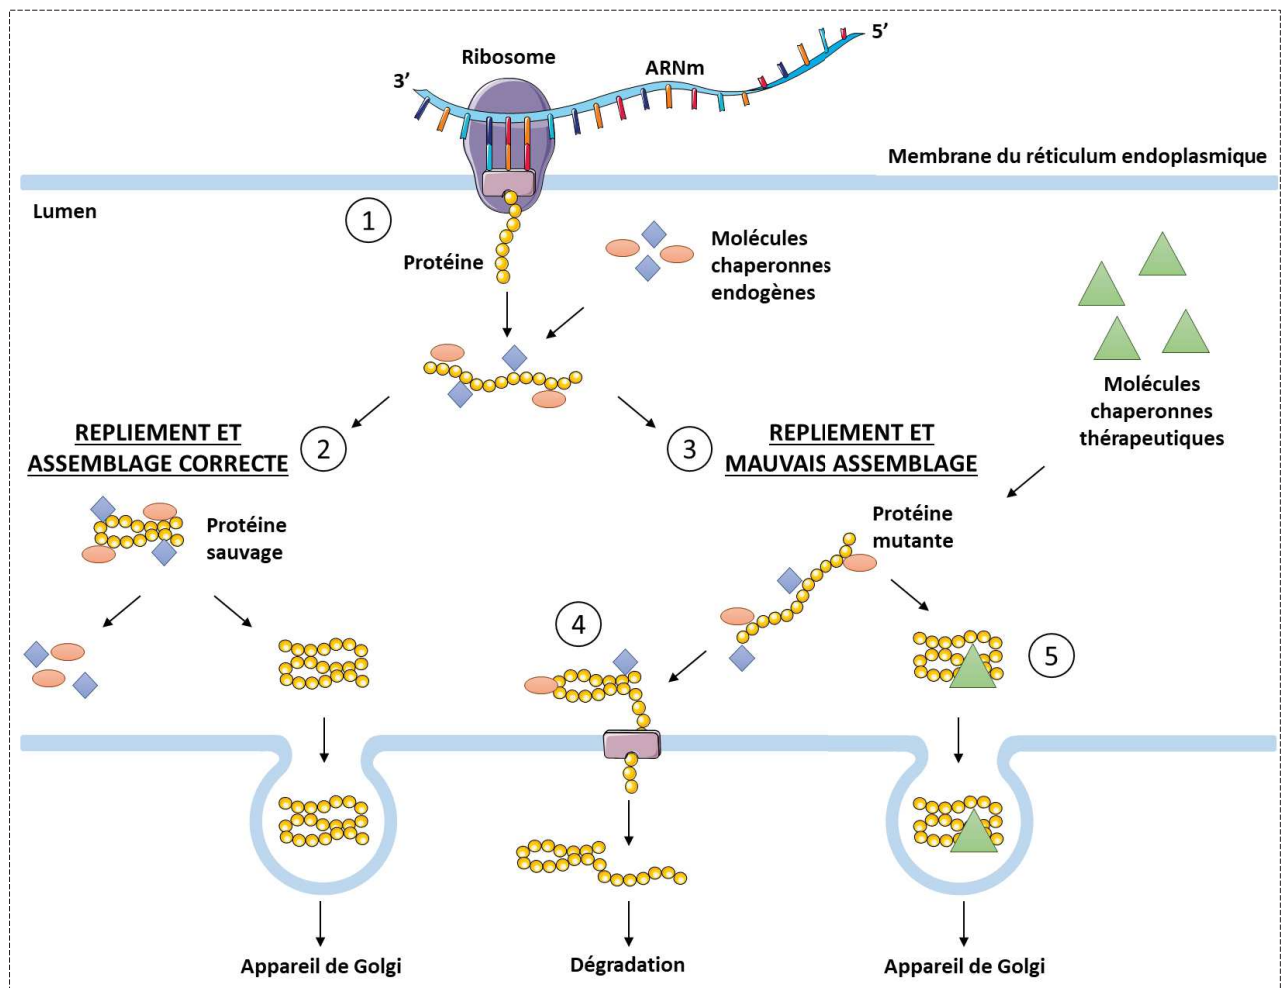 5’
Ribosome
ARNm
3’
Membrane du réticulum endoplasmique
Lumen
1
Protéine
Molécules
chaperonnes
endogènes
Molécules
chaperonnes
thérapeutiques
REPLIEMENT ET
ASSEMBLAGE CORRECTE
2
3
REPLIEMENT ET
MAUVAIS ASSEMBLAGE
Protéine
sauvage
Protéine
mutante
4
5
Appareil de Golgi
Dégradation
Appareil de Golgi